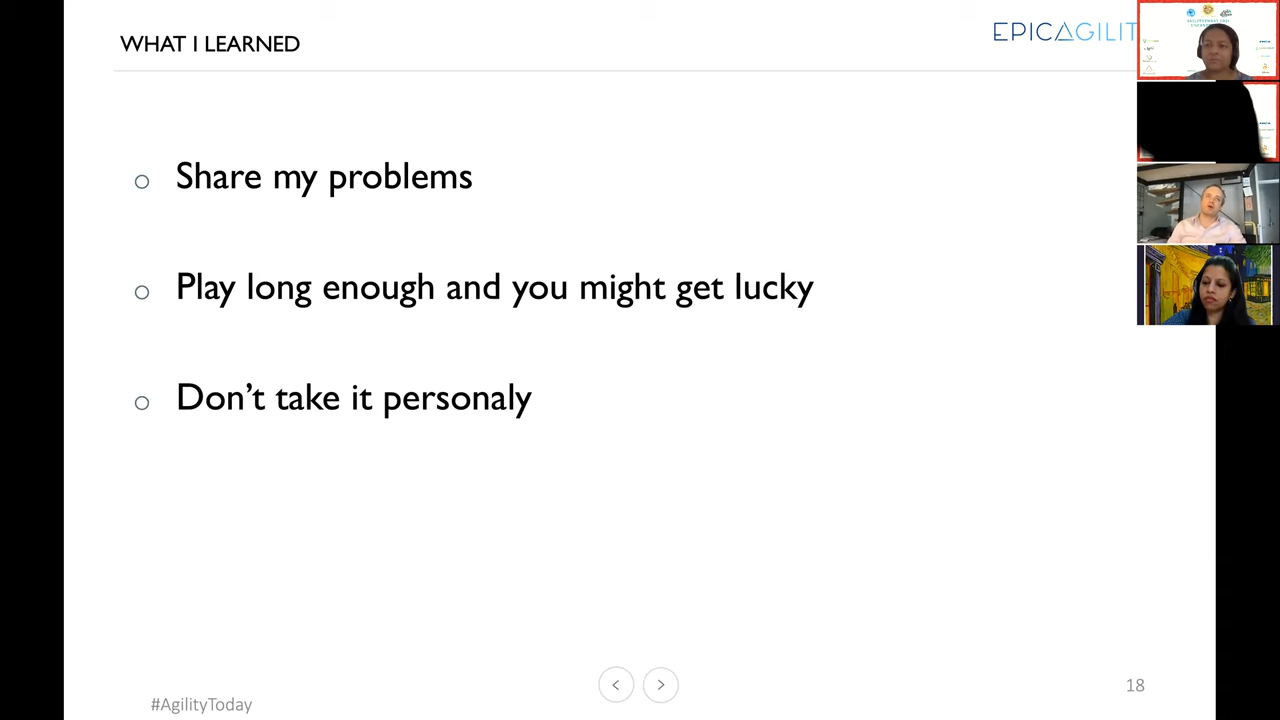 WHAT I LEARNED
EPICAGILIT
Share my problems
Play long enough and you might get lucky
Don't take it personaly
#AgilityToday
18